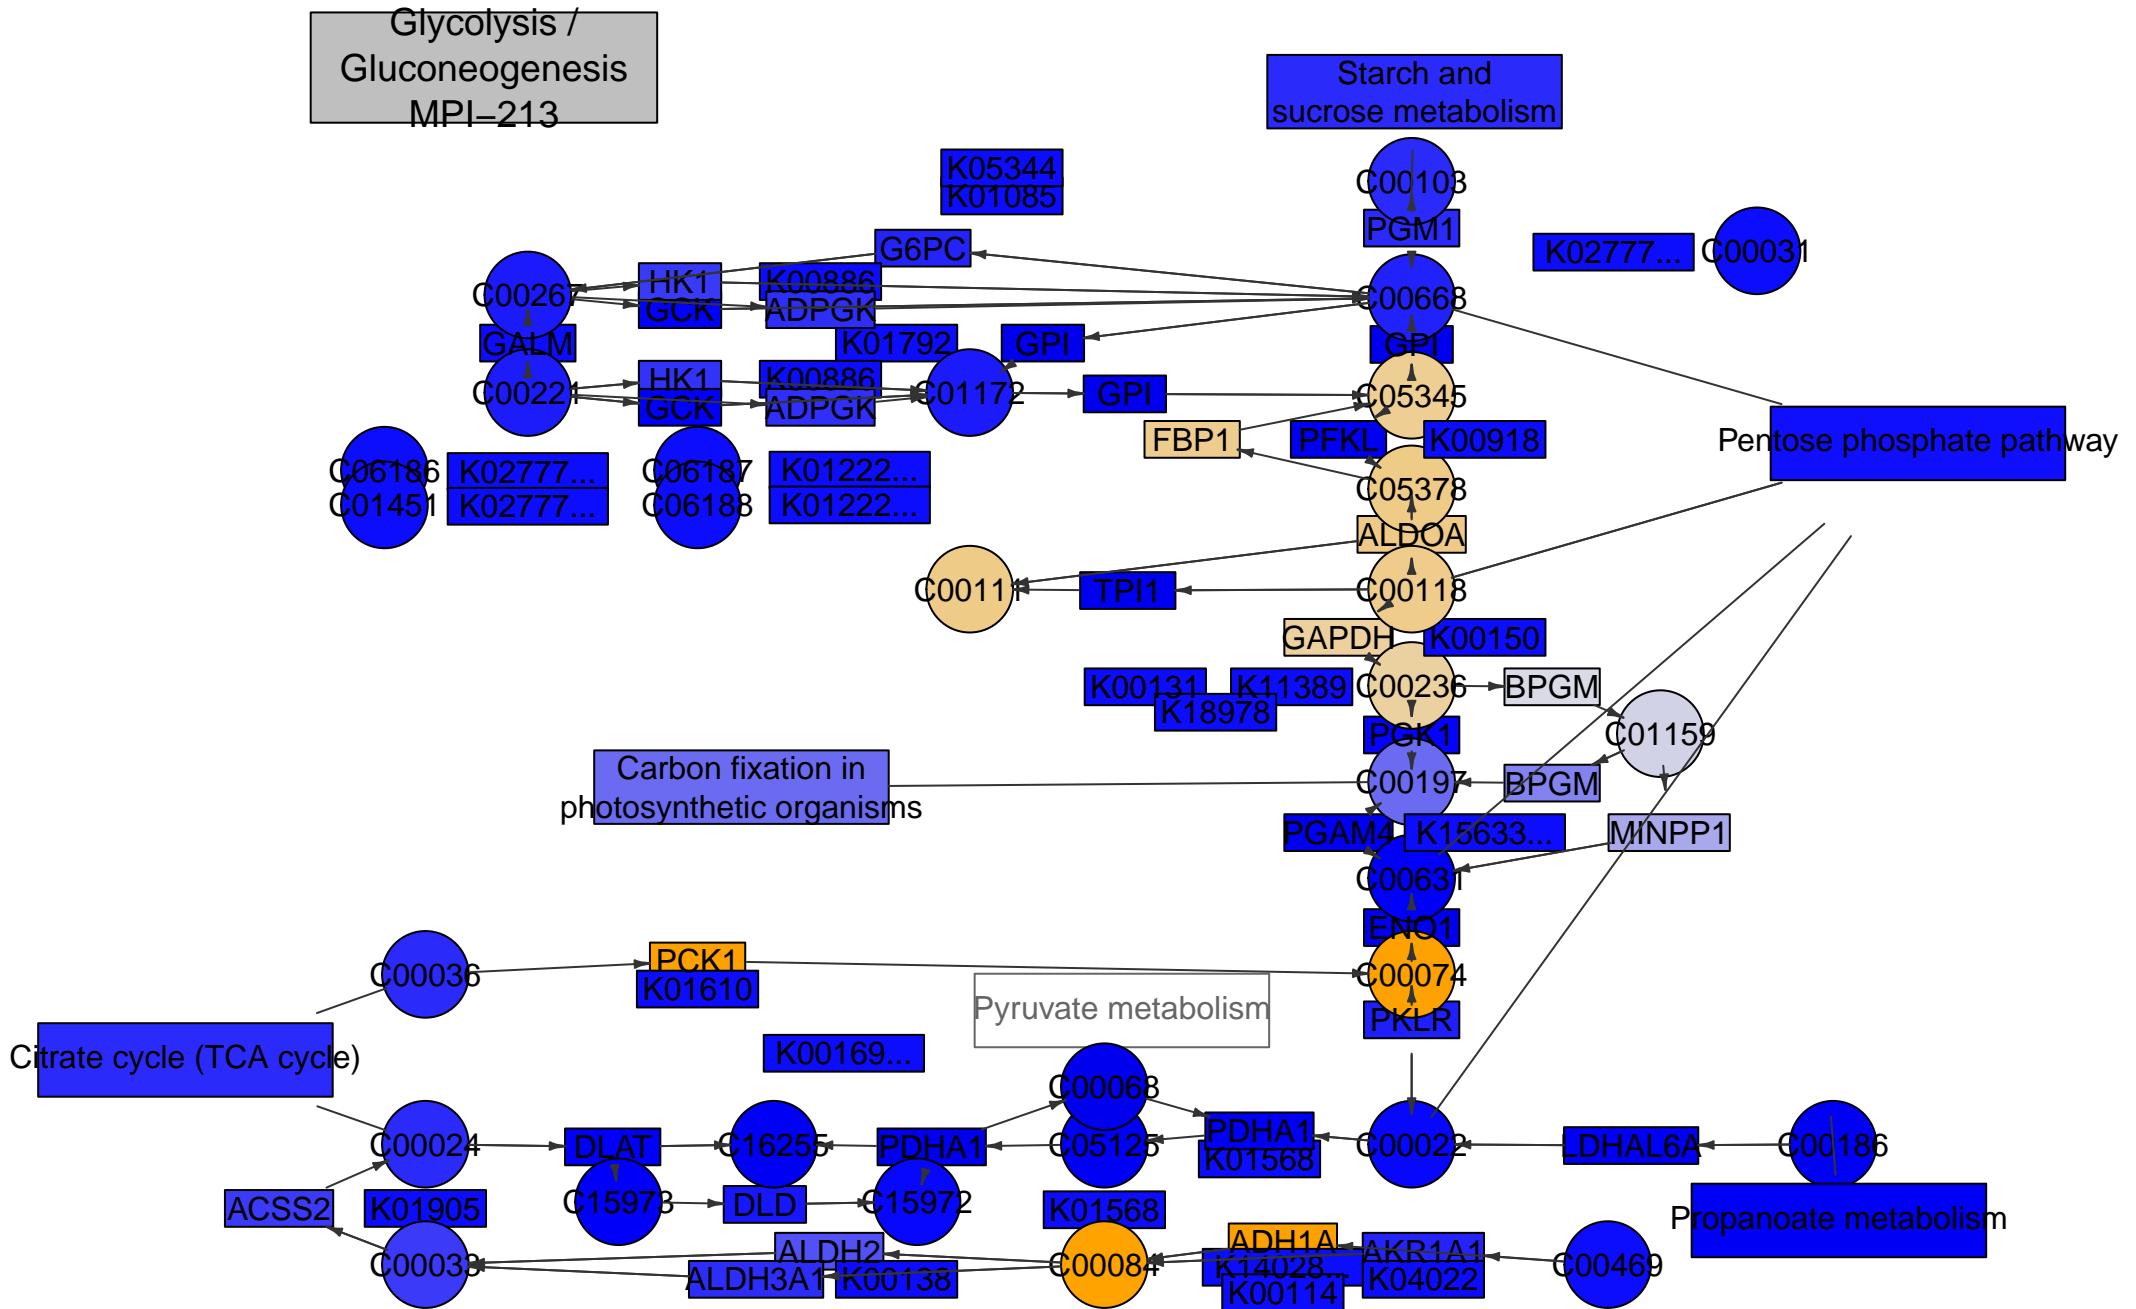 Glycolysis /
Gluconeogenesis
MPI–213
Starch and
sucrose metabolism
K05344
K01085
C00103
PGM1
G6PC
K02777...
C00031
C00267
HK1
K00886
GCK
ADPGK
C00668
GALM
K01792
GPI
GPI
C00221
HK1
K00886
GCK
ADPGK
C01172
GPI
C05345
FBP1
PFKL
K00918
Pentose phosphate pathway
C06186
K02777...
C06187
K01222...
C01451
K02777...
C06188
K01222...
C05378
ALDOA
C00111
TPI1
C00118
GAPDH
K00150
K00131
K11389
K18978
C00236
BPGM
PGK1
C01159
Carbon fixation in
photosynthetic organisms
C00197
BPGM
PGAM4
K15633...
MINPP1
C00631
ENO1
C00036
PCK1
K01610
C00074
Pyruvate metabolism
PKLR
Citrate cycle (TCA cycle)
K00169...
C00068
C00024
DLAT
C16255
PDHA1
C05125
PDHA1
K01568
C00022
LDHAL6A
C00186
ACSS2
K01905
C15973
DLD
C15972
K01568
Propanoate metabolism
C00033
ALDH2
ALDH3A1
K00138
C00084
ADH1A
K14028...
K00114
AKR1A1
K04022
C00469